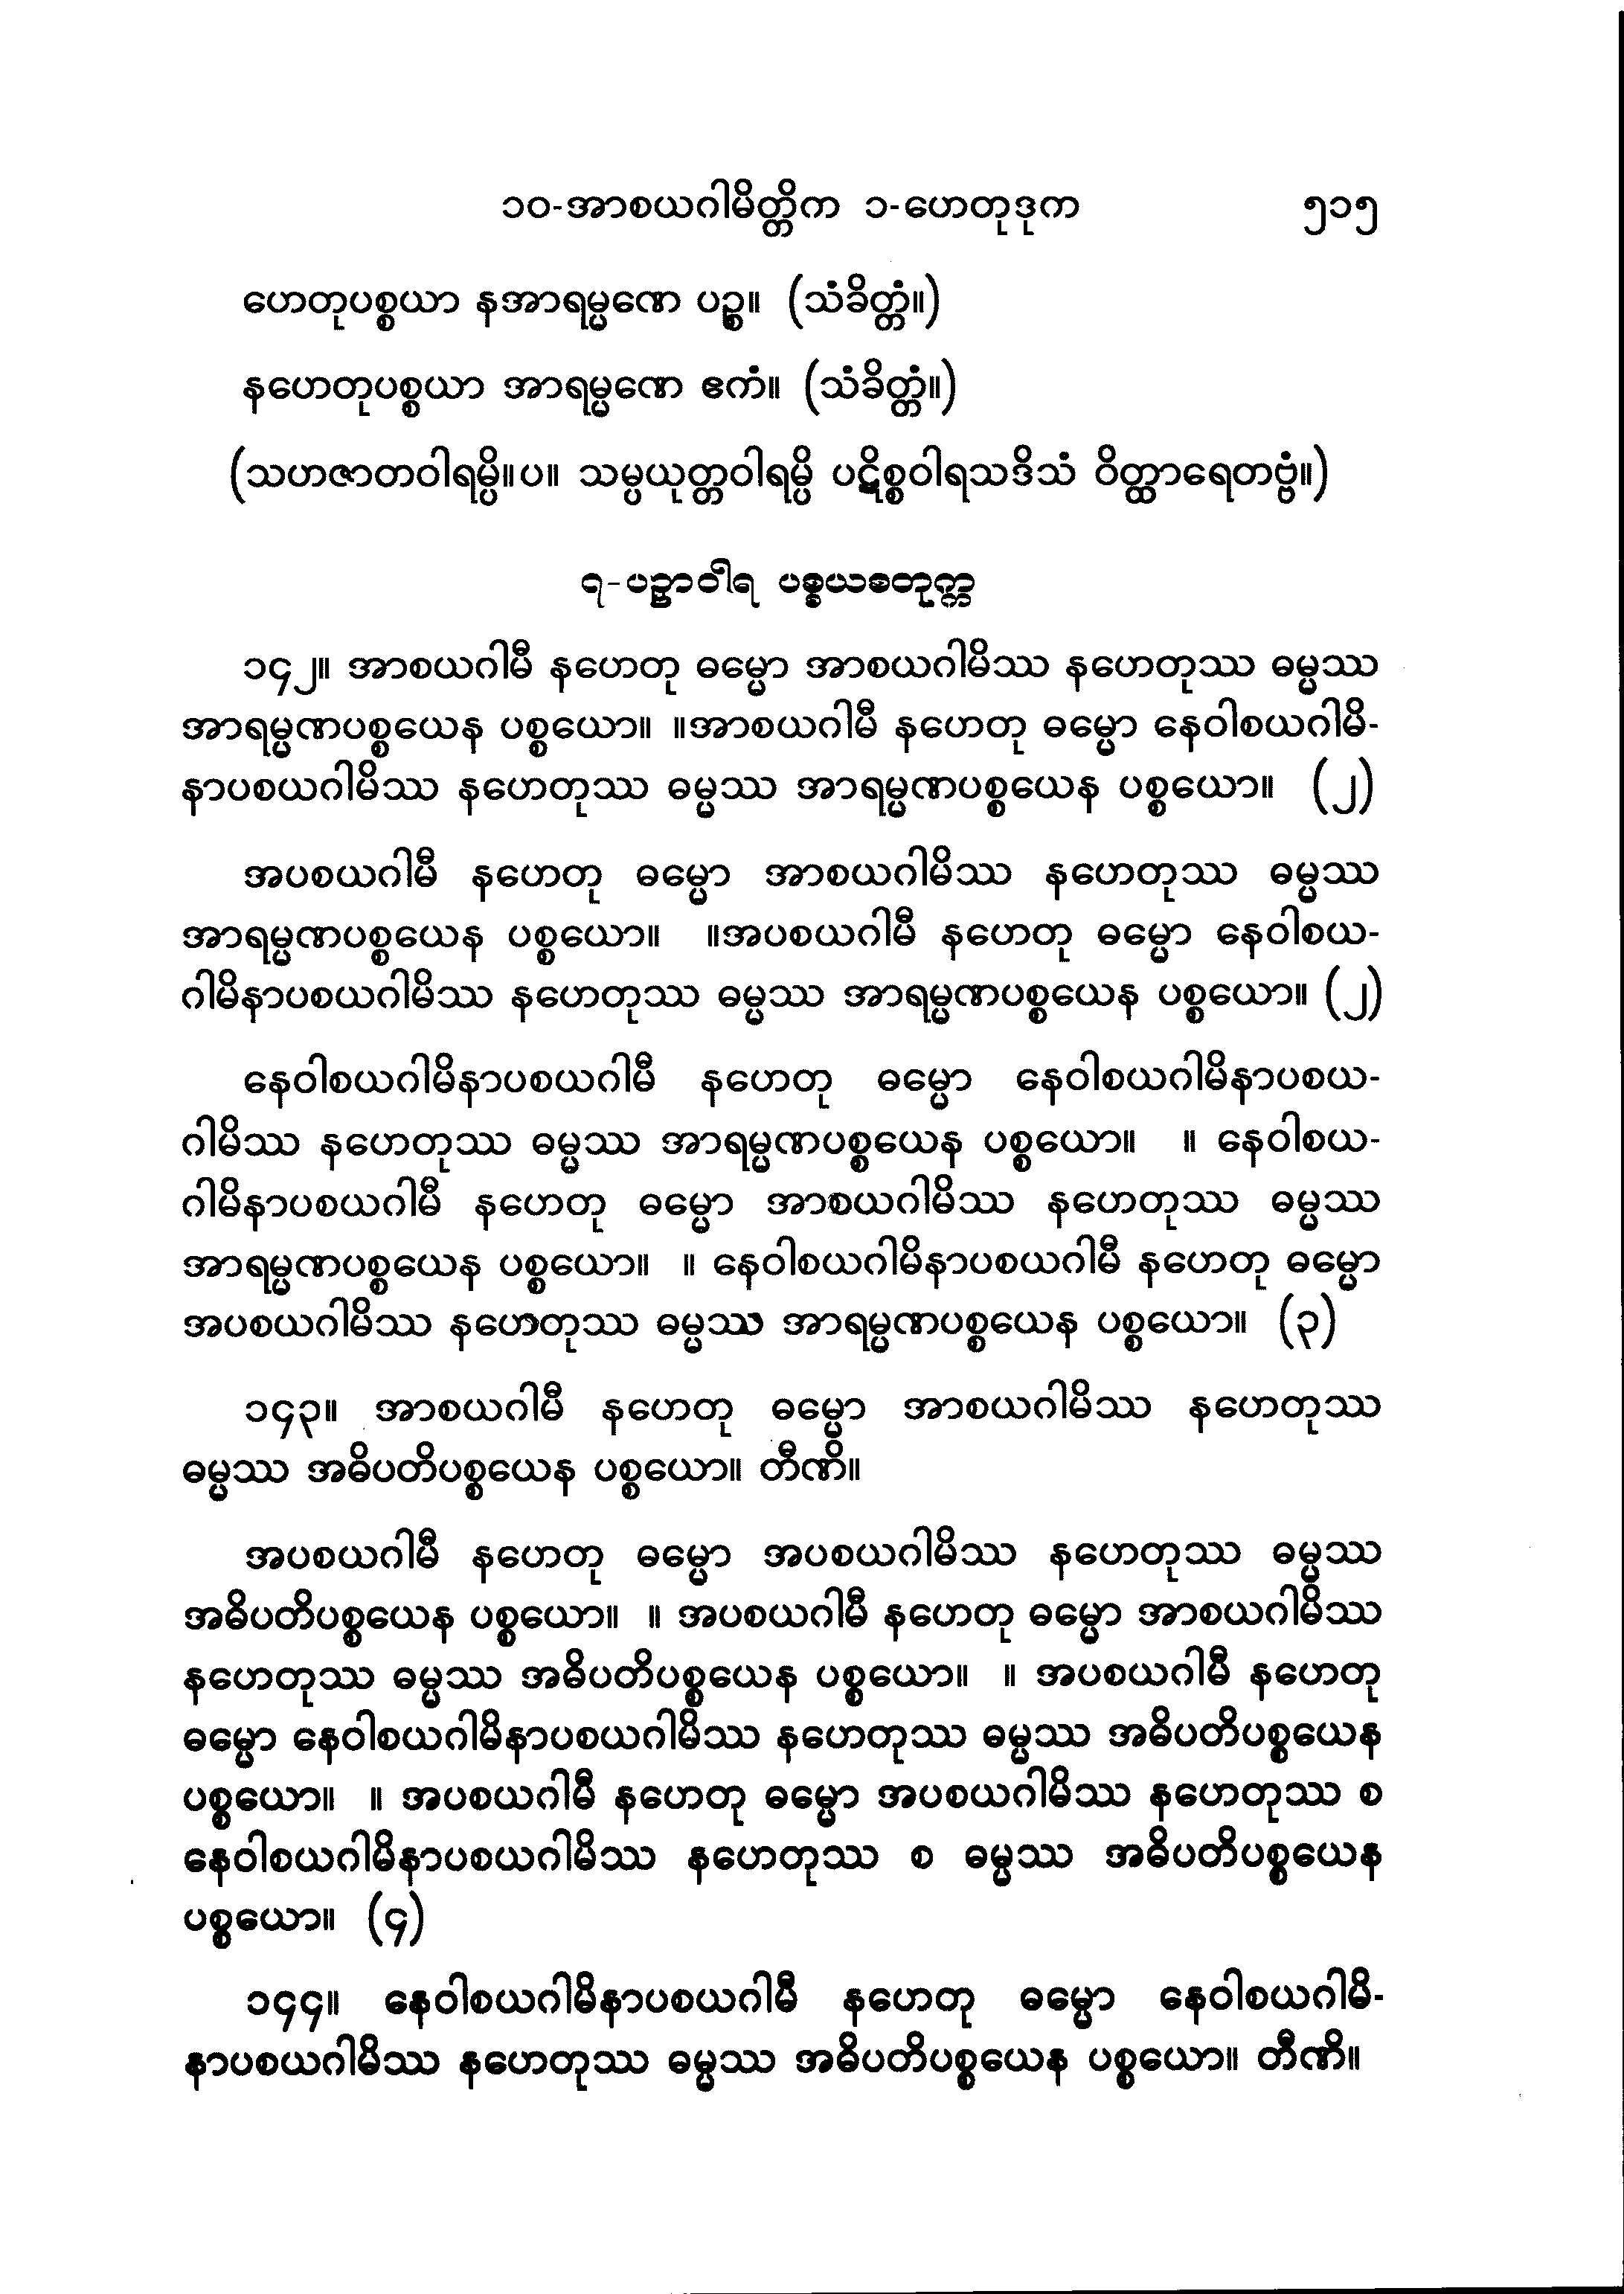 ၁၀-အာစယဂါမိတ္တိက ၁-ဟေတုဒုက ၅၁၅
ဟေတုပစ္စယာ နအာရမ္မဏေ ပဉ္စ။ (သံခိတ္တံ။)
နဟေတုပစ္စယာ အာရမ္မဏေ ဧကံ။ (သံခိတ္တံ။)
(သဟဇာတဝါရမ္ပိ။ပ။ သမ္ပယုတ္တဝါရမ္ပိ ပဋိစ္စဝါရသဒိသံ ဝိတ္ထာရေတဗ္ဗံ။)
၇-ပဉှာဝါရ ပစ္စယစတုက္က
၁၄၂။ အာစယဂါမီ နဟေတု ဓမ္မော အာစယဂါမိဿ နဟေတုဿ ဓမ္မဿ
အာရမ္မဏပစ္စယေန ပစ္စယော။ ။အာစယဂါမီ နဟေတု ဓမ္မော နေဝါစယဂါမိ-
နာပစယဂါမိဿ နဟေတုဿ ဓမ္မဿ အာရမ္မဏပစ္စယေန ပစ္စယော။ (၂)
အပစယဂါမီ နဟေတု ဓမ္မော အာစယဂါမိဿ နဟေတုဿ ဓမ္မဿ
အာရမ္မဏပစ္စယေန ပစ္စယော။ ။အပစယဂါမီ နဟေတု ဓမ္မော နေဝါစယ-
ဂါမိနာပစယဂါမိဿ နဟေတုဿ ဓမ္မဿ အာရမ္မဏပစ္စယေန ပစ္စယော။ (၂)
နေဝါစယဂါမိနာပစယဂါမီ နဟေတု ဓမ္မော နေဝါစယဂါမိနာပစယ-
ဂါမိဿ နဟေတုဿ ဓမ္မဿ အာရမ္မဏပစ္စယေန ပစ္စယော။ ။ နေဝါစယ-
ဂါမိနာပစယဂါမီ နဟေတု ဓမ္မော အာစယဂါမိဿ နဟေတုဿ ဓမ္မဿ
အာရမ္မဏပစ္စယေန ပစ္စယော။ ။ နေဝါစယဂါမိနာပစယဂါမီ နဟေတု ဓမ္မော
အပစယဂါမိဿ နဟေတုဿ ဓမ္မဿ အာရမ္မဏပစ္စယေန ပစ္စယော။ (၃)
၁၄၃။ အာစယဂါမီ နဟေတု ဓမ္မော အာစယဂါမိဿ နဟေတုဿ
ဓမ္မဿ အဓိပတိပစ္စယေန ပစ္စယော။ တီဏိ။
အပစယဂါမီ နဟေတု ဓမ္မော အပစယဂါမိဿ နဟေတုဿ ဓမ္မဿ
အဓိပတိပစ္စယေန ပစ္စယော။ ။ အပစယဂါမီ နဟေတု ဓမ္မော အာစယဂါမိဿ
နဟေတုဿ ဓမ္မဿ အဓိပတိပစ္စယေန ပစ္စယော။ ။ အပစယဂါမီ နဟေတု
ဓမ္မော နေဝါစယဂါမိနာပစယဂါမိဿ နဟေတုဿ ဓမ္မဿ အဓိပတိပစ္စယေန
ပစ္စယော။ ။ အပစယဂါမီ နဟေတု ဓမ္မော အပစယဂါမိဿ နဟေတုဿ စ
နေဝါစယဂါမိနာပစယဂါမိဿ နဟေတုဿ စ ဓမ္မဿ အဓိပတိပစ္စယေန
ပစ္စယော။ (၄)
၁၄၄။ နေဝါစယဂါမိနာပစယဂါမီ နဟေတု ဓမ္မော နေဝါစယဂါမိ-
နာပစယဂါမိဿ နဟေတုဿ ဓမ္မဿ အဓိပတိပစ္စယေန ပစ္စယော။ တီဏိ။